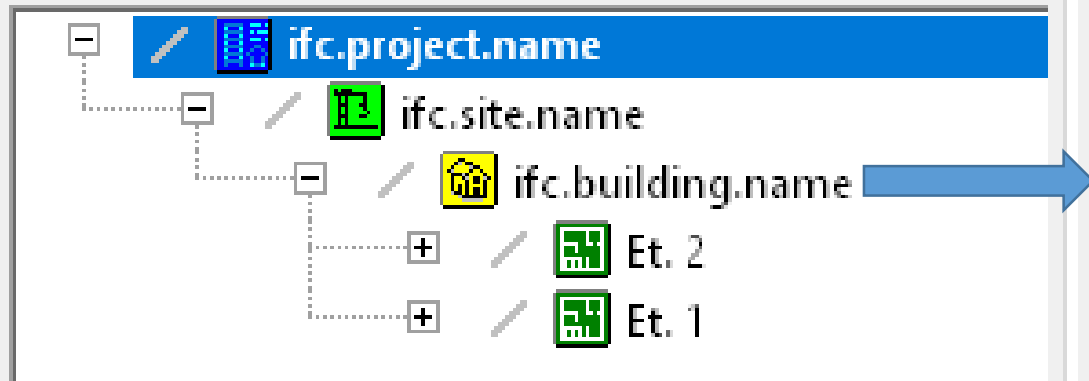 ifc.project.name
ifc.site.name
ifc.building.name
Et. 2
Et. 1